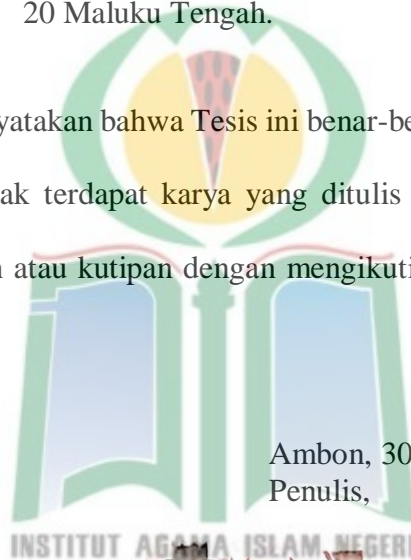 20 Maluku Tengah.
yatakan bahwa Tesis ini benar-be
ak terdapat karya yang ditulis
n atau kutipan dengan mengikuti
Ambon, 30
Penulis,
INSTITUT AGAMA ISLAM NEGERI